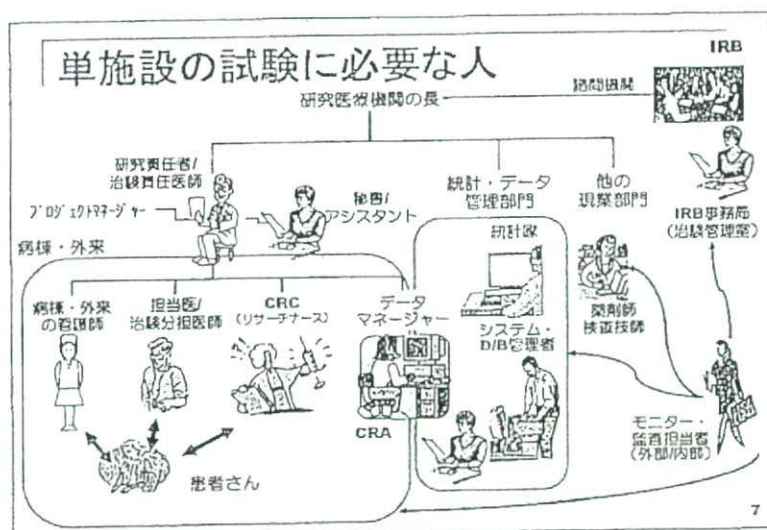 単施設の試験に必要な人
IRB
諮問機関
研究医療機関の長
研究責任者/
治験責任医師
プロジェクトマネージャー
秘書/
アシスタント
統計・データ
管理部門
他の
現業部門
IRB事務局
(治験管理室)
病棟・外来
統計家
病棟・外来
の看護師
担当医/
治験分担医師
CRC
(リサーチナース)
データ
マネージャー
システム・
D/B管理者
薬剤師
検査技師
CRA
モニター・
監査担当者
(外部/内部)
患者さん
7